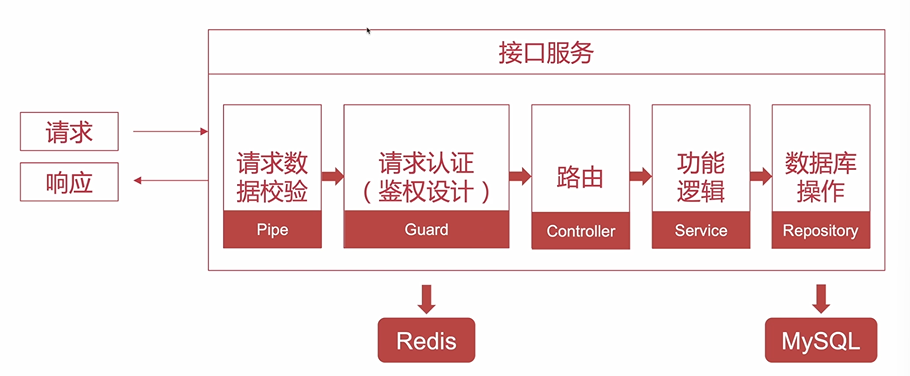 接口服务
请求
响应
请求数
据校验
Pipe
请求认证
（鉴权设计）
Guard
路由
Controller
功能
逻辑
Service
数据库
操作
Repository
Redis
MySQL